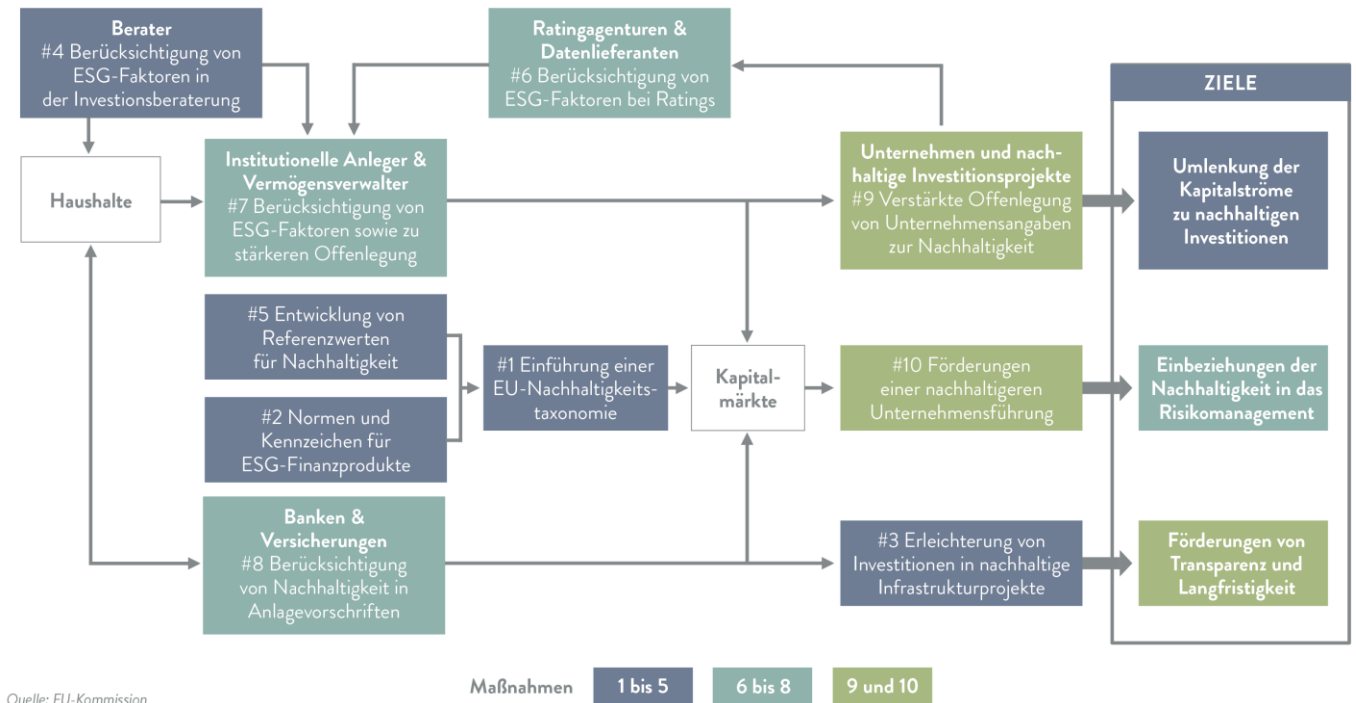 Berater
#4 Berücksichtigung von
ESG-Faktoren in
der Investionsberaterung
Ratingagenturen &
Datenlieferanten
#6 Berücksichtigung von
ESG-Faktoren bei Ratings
ZIELE
Haushalte
Institutionelle Anleger &
Vermögensverwalter
#7 Berücksichtigung von
ESG-Faktoren sowie zu
stärkeren Offenlegung
Unternehmen und nach-
haltige Investitionsprojekte
#9 Verstärkte Offenlegung
von Unternehmensangaben
zur Nachhaltigkeit
Umlenkung der
Kapitalströme
zu nachhaltigen
Investitionen
#5 Entwicklung von
Referenzwerten
für Nachhaltigkeit
#2 Normen und
Kennzeichen für
ESG-Finanzprodukte
#1 Einführung einer
EU-Nachhaltigkeits-
taxonomie
Kapital-
märkte
#10 Förderungen
einer nachhaltigeren
Unternehmensführung
Einbeziehungen der
Nachhaltigkeit in das
Risikomanagement
Banken &
Versicherungen
#8 Berücksichtigung
von Nachhaltigkeit in
Anlagevorschriften
#3 Erleichterung von
Investitionen in nachhaltige
Infrastrukturprojekte
Förderungen von
Transparenz und
Langfristigkeit
Quelle: EU-Kommission
Maßnahmen
1 bis 5
6 bis 8
9 und 10